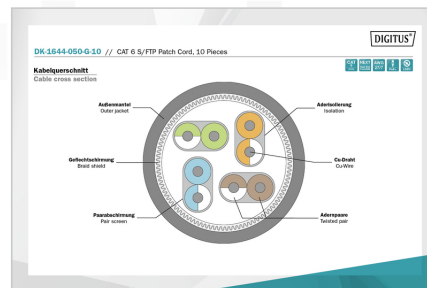 DIGITUS®
DK-1644-050-G-10 // CAT 6 S/FTP Patch Cord, 10 Pieces
Kabelquerschnitt
Cable cross section
Außenmantel
Outer jacket
Aderisolierung
Isolation
Geflechtschirmung
Braid shield
Cu-Draht
Cu-Wire
Paarabschirmung
Pair screen
Adernpaare
Twisted pair